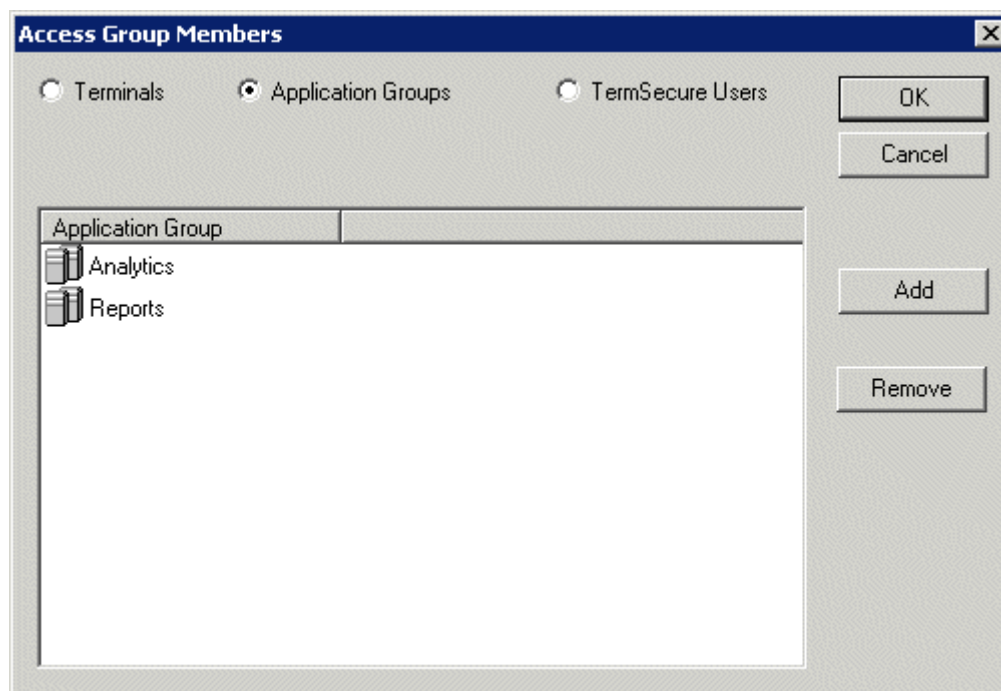 Access Group Members
Terminals
Application Groups
TermSecure Users
OK
Cancel
Application Group
Analytics
Reports
Add
Remove